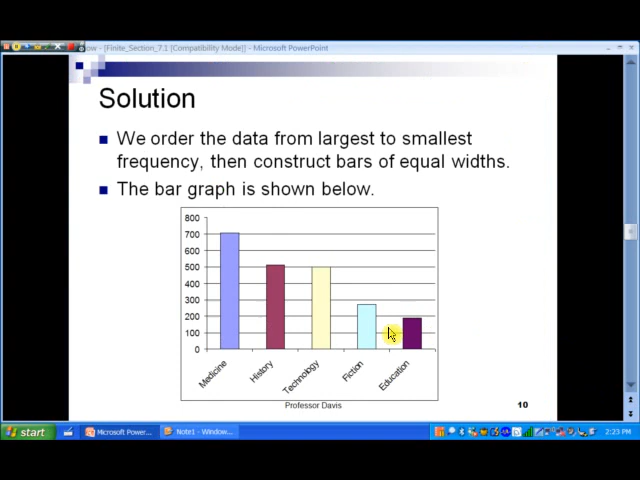 ow - [Finite_Section_7.1 [Compatibility Mode]] - Microsoft PowerPoint
Solution
We order the data from largest to smallest
frequency, then construct bars of equal widths.
The bar graph is shown below.
800
700
600
500
400
300
200
100
0
Medicine
History
Technology
Fiction
Education
Professor Davis
10
start
Microsoft PowerPoint...
Note1 - Window...
2:23 PM